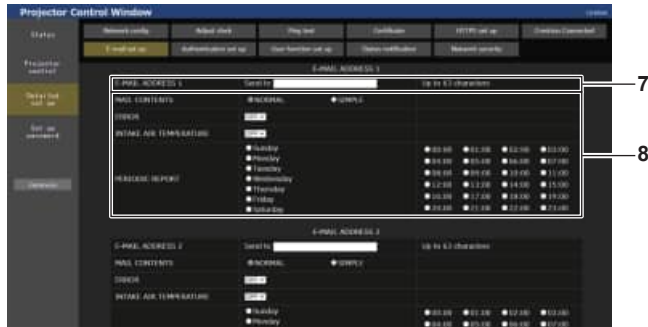 Projector Control Window
Status
Projector control
Detailed set up
Set up password
Network config
Adjust clock
Ping test
Certificate
HTTPS set up
Crestron Connected
E-mail set up
Authentication set up
User function set up
Status notification
Network security
E-MAIL ADDRESS 1
E-MAIL ADDRESS 1 Send to Up to 63 characters
MAIL CONTENTS NORMAL SIMPLE
ERROR OFF
INTAKE AIR TEMPERATURE OFF
PERIODIC REPORT
Sunday
Monday
Tuesday
Wednesday
Thursday
Friday
Saturday
00:00 01:00 02:00 03:00
04:00 05:00 06:00 07:00
08:00 09:00 10:00 11:00
12:00 13:00 14:00 15:00
16:00 17:00 18:00 19:00
20:00 21:00 22:00 23:00
7
8
E-MAIL ADDRESS 2
E-MAIL ADDRESS 2 Send to Up to 63 characters
MAIL CONTENTS NORMAL SIMPLE
ERROR OFF
INTAKE AIR TEMPERATURE OFF
Sunday
Monday
00:00 01:00 02:00 03:00
04:00 05:00 06:00 07:00